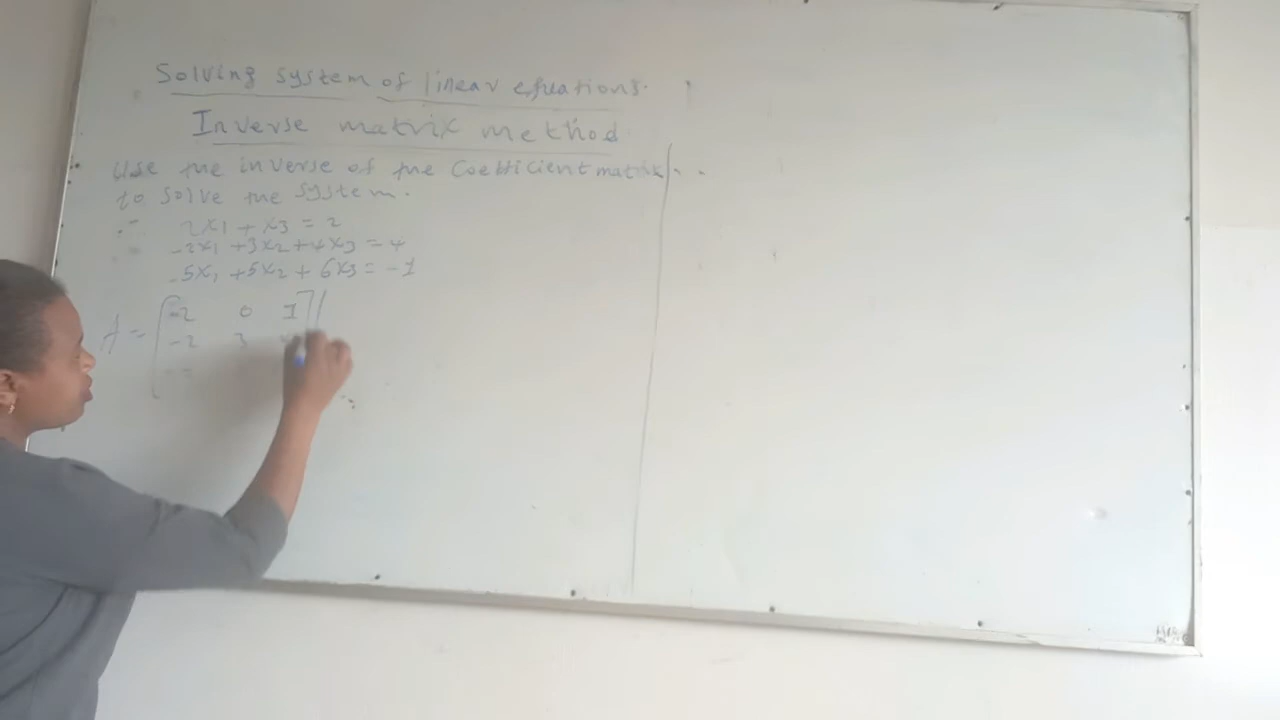 Solving system of linear equations.
Inverse matrix method
Use the inverse of the Coefficient matrix
to solve the system.
2x₁ + x₃ = 2
-2x₁ + 3x₂ + 4x₃ = 4
-5x₁ + 5x₂ + 6x₃ = -1
A = [ 2 0 1 ]
-2 3